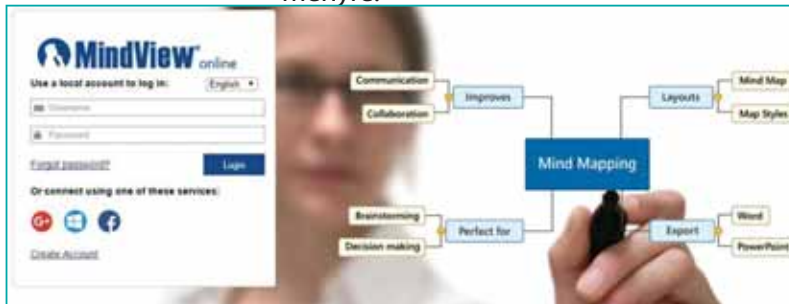 MindView online
Use a local account to log in:
English
Username
Password
Forgot password?
Login
Or connect using one of these services:
G+
Create Account
Communication
Collaboration
Improves
Brainstorming
Decision making
Perfect for
Mind Mapping
Layouts
Mind Map
Map Styles
Export
Word
PowerPoint